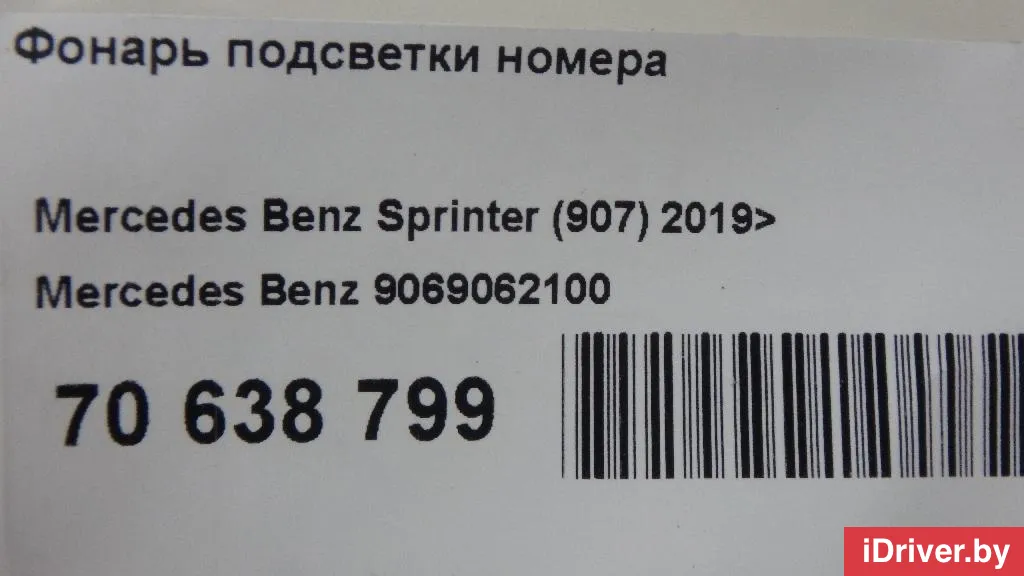 Фонарь подсветки номера
Mercedes Benz Sprinter (907) 2019>
Mercedes Benz 9069062100
70 638 799
iDriver.by